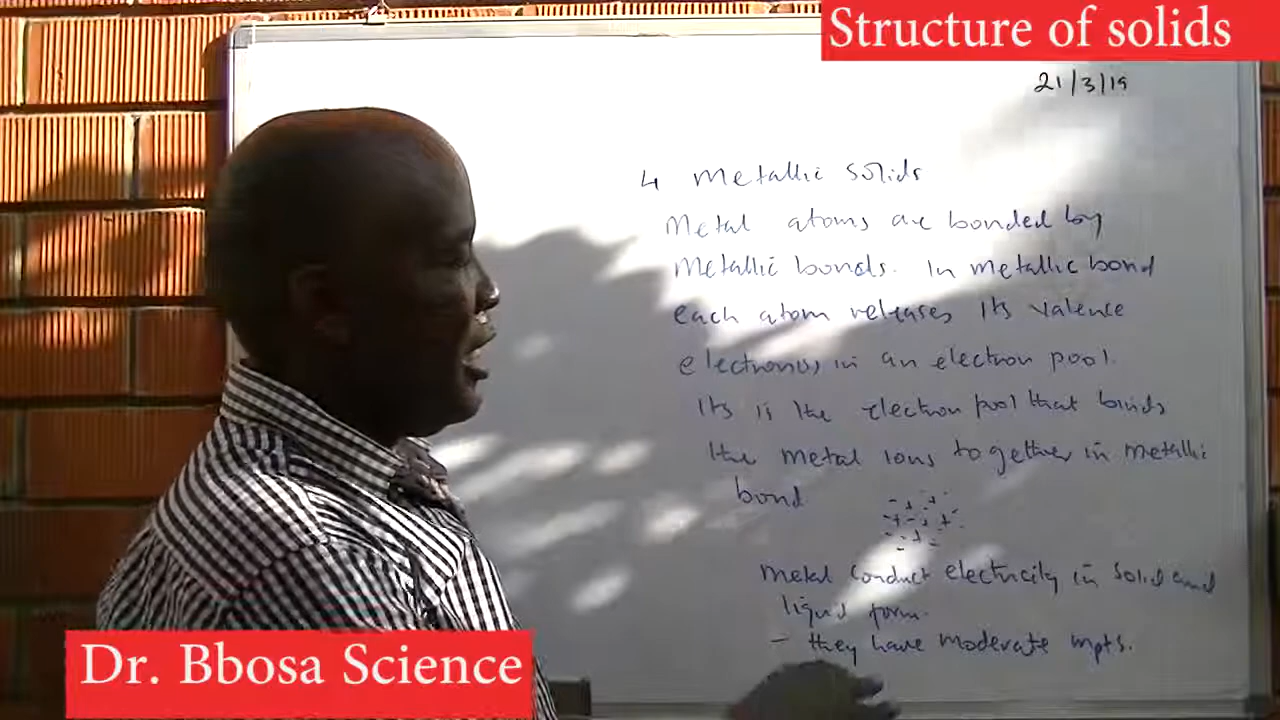 Structure of solids
21/3/19
4 Metallic solids
Metal atoms are bonded by
Metallic bonds. In metallic bond
each atom releases its valence
electronus in an electron pool.
Its is the electron pool that binds
the metal ions together in metallic
bond
Metal conduct electricity in solid and
liquid form.
- they have moderate mpts.
Dr. Bbosa Science